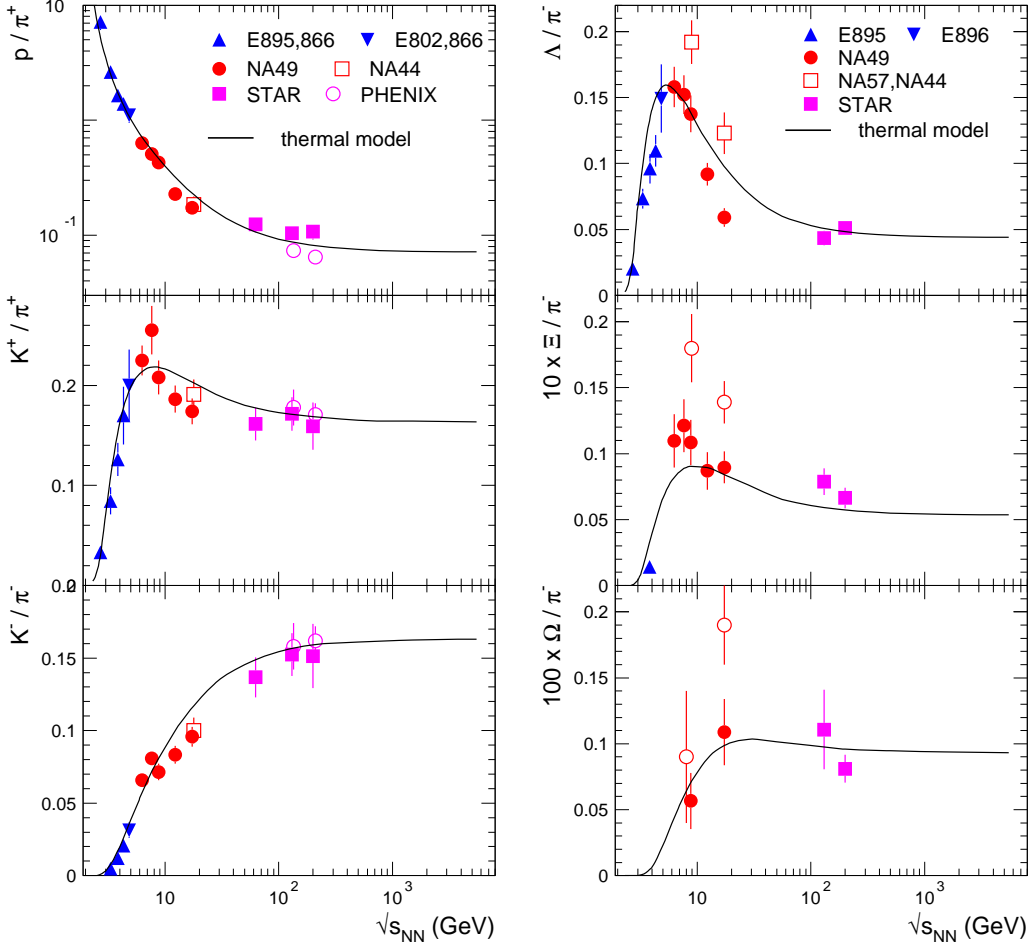 p / π⁺
10
1
10⁻¹
E895,866 E802,866
NA49 NA44
STAR PHENIX
thermal model
K⁺ / π⁺
0.2
0.1
0
K⁻ / π⁻
0.2
0.15
0.1
0.05
0
10 10² 10³
√s_NN (GeV)
Λ / π⁻
0.2
0.15
0.1
0.05
0
E895 E896
NA49
NA57,NA44
STAR
thermal model
10 x Ξ / π⁻
0.2
0.15
0.1
0.05
0
100 x Ω / π⁻
0.2
0.15
0.1
0.05
0
10 10² 10³
√s_NN (GeV)